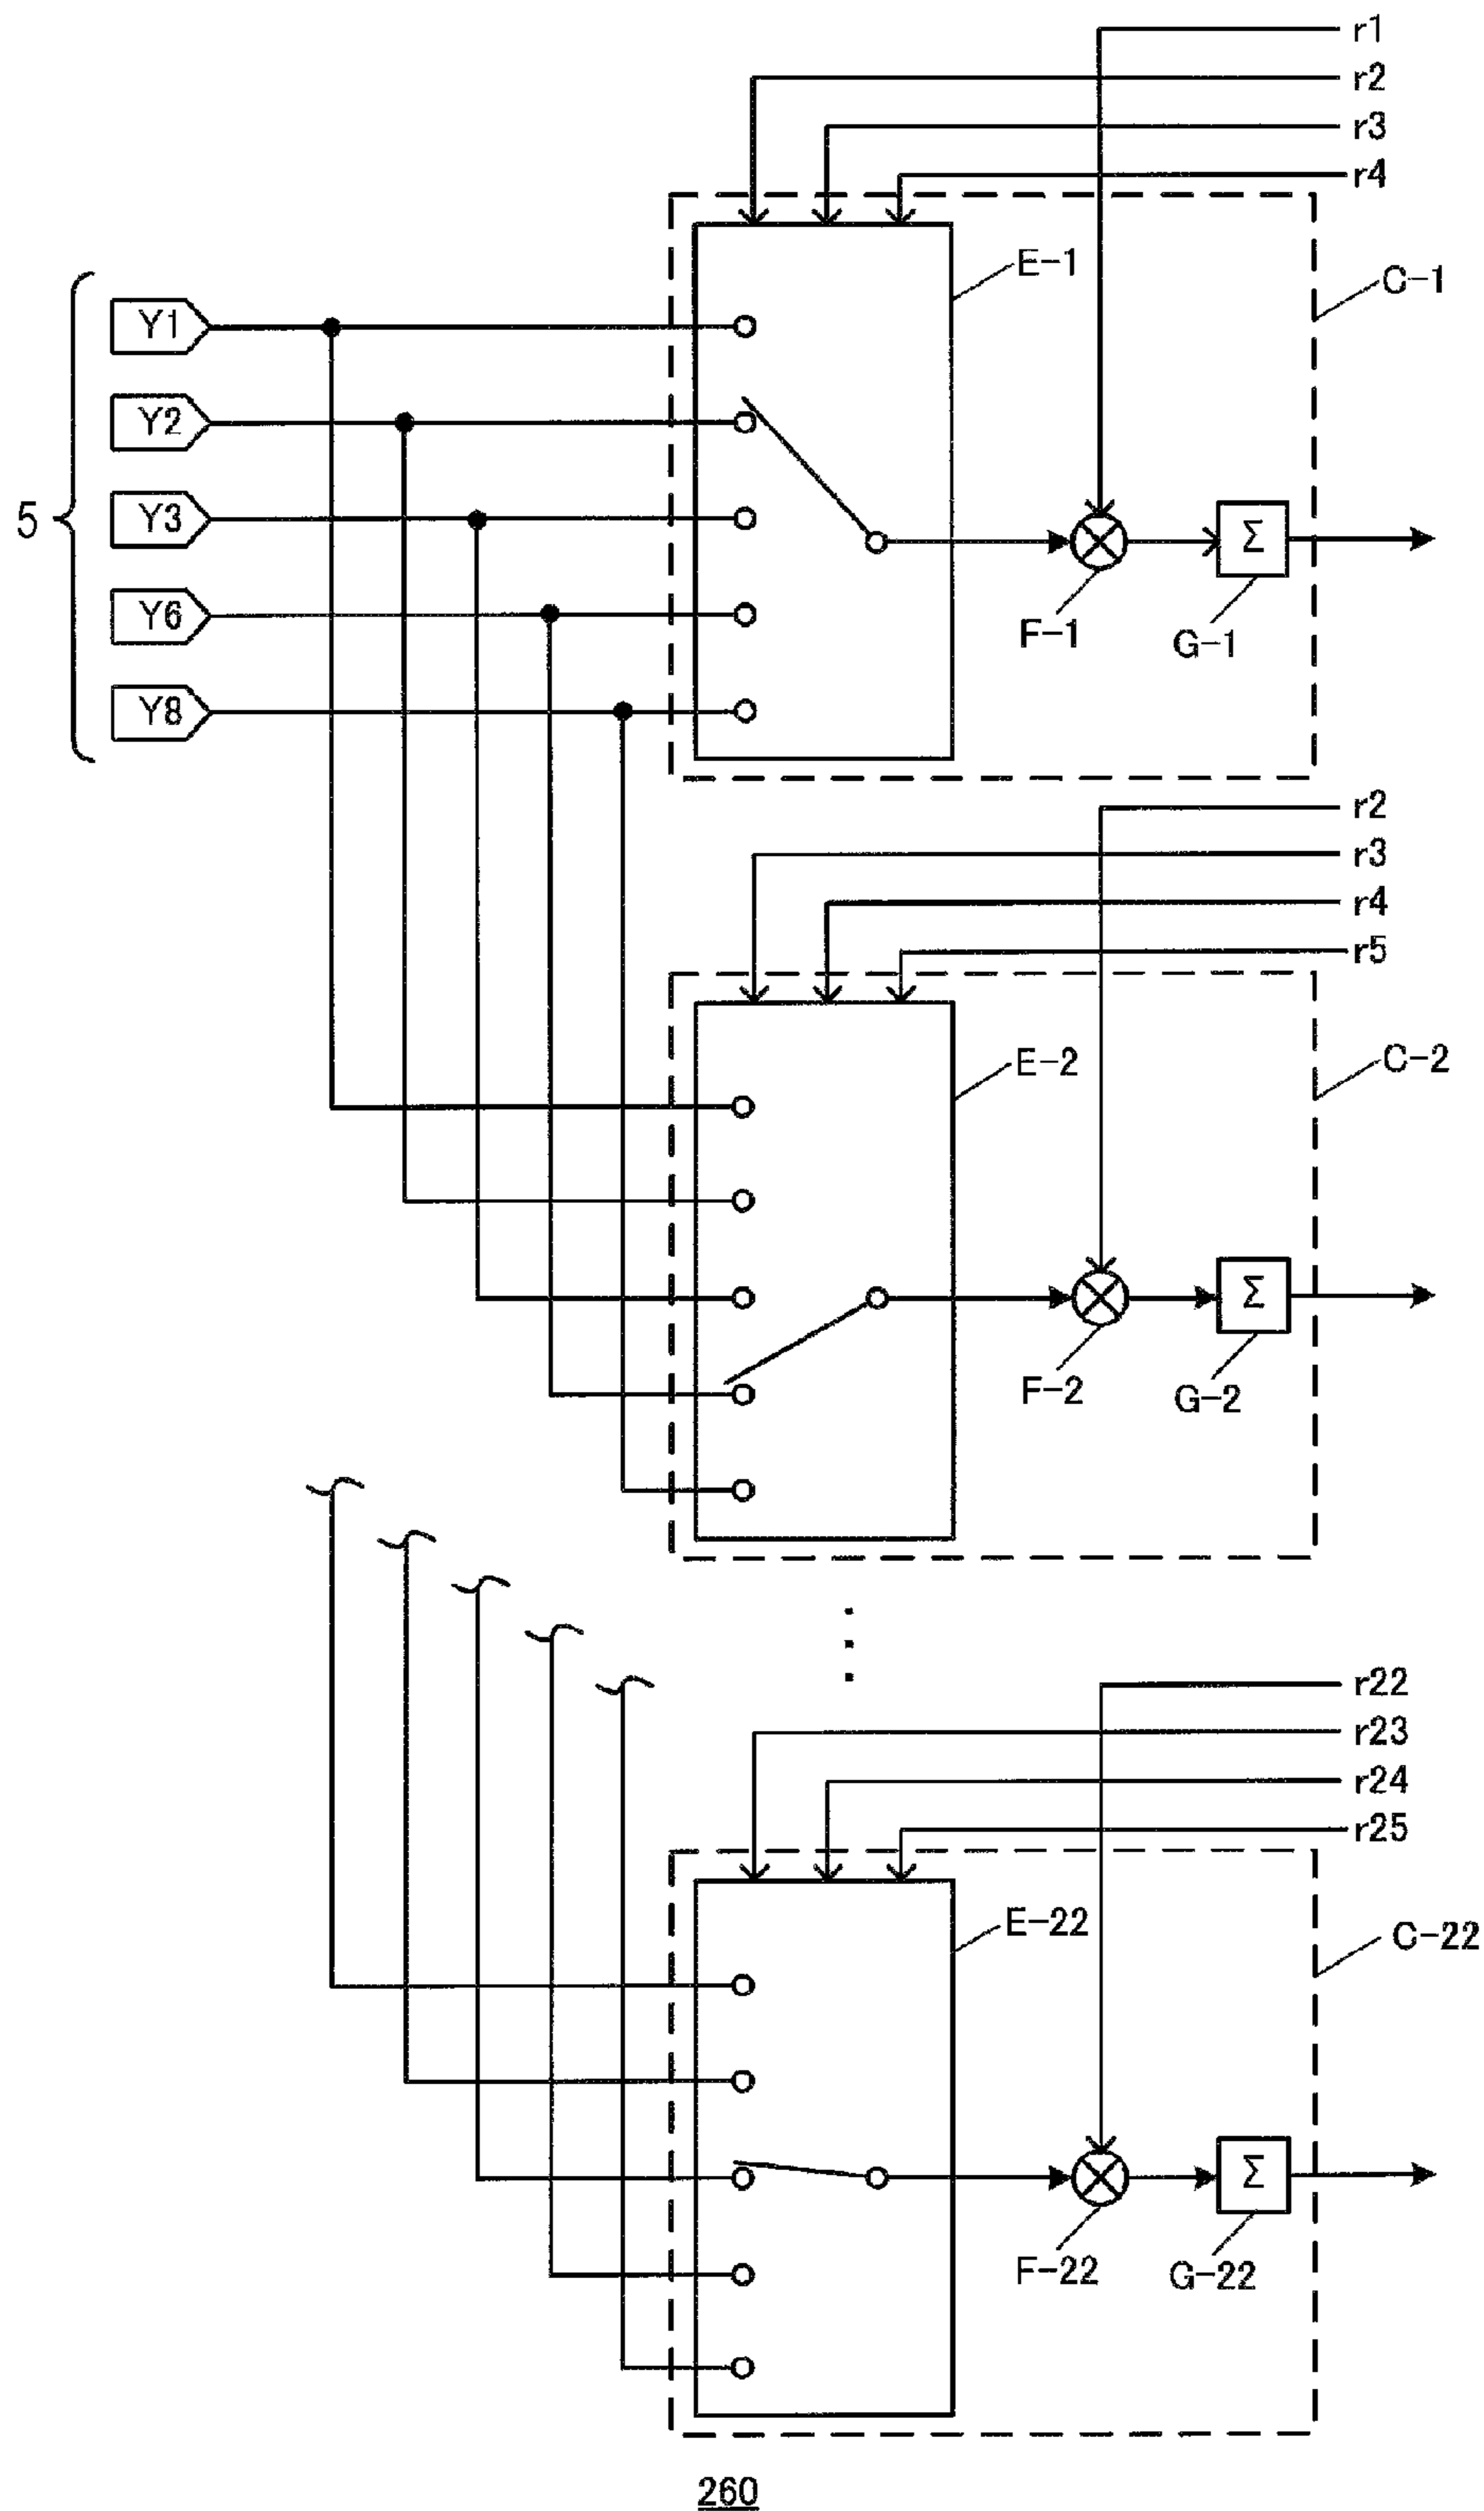 r1
r2
r3
r4
E-1
C-1
Y1
Y2
5
Y3
Σ
Y6
F-1
G-1
Y8
r2
r3
r4
r5
E-2
C-2
Σ
F-2
G-2
r22
r23
r24
r25
E-22
C-22
Σ
F-22
G-22
260